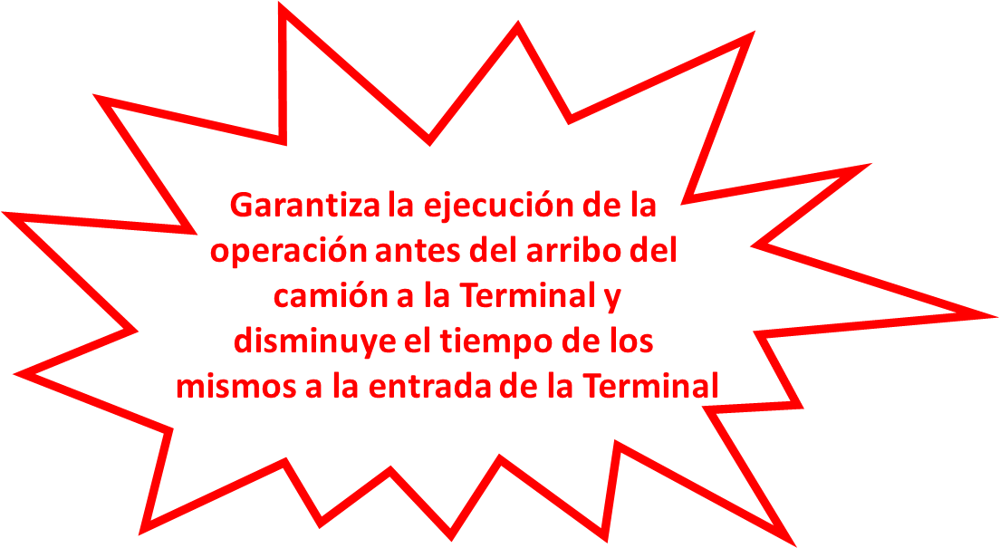 Garantiza la ejecución de la
operación antes del arribo del
camión a la Terminal y
disminuye el tiempo de los
mismos a la entrada de la Terminal